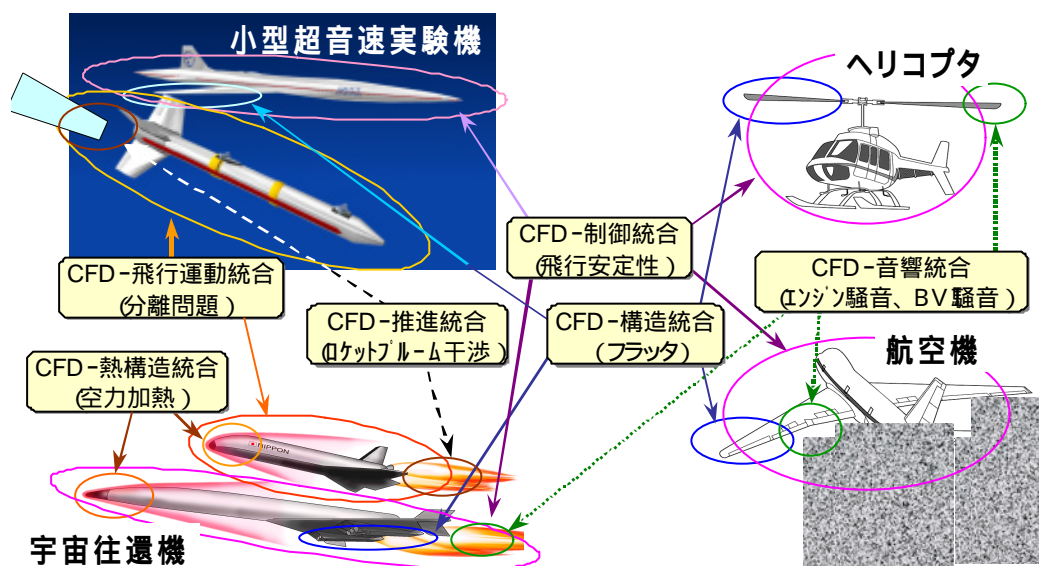 小型超音速実験機
ヘリコプタ
CFD-制御統合
(飛行安定性)
CFD-飛行運動統合
(分離問題)
CFD-音響統合
(エンジン騒音、BVI騒音)
CFD-推進統合
(ロケットプルーム干渉)
CFD-構造統合
(フラッタ)
航空機
CFD-熱構造統合
(空力加熱)
NIPPON
宇宙往還機